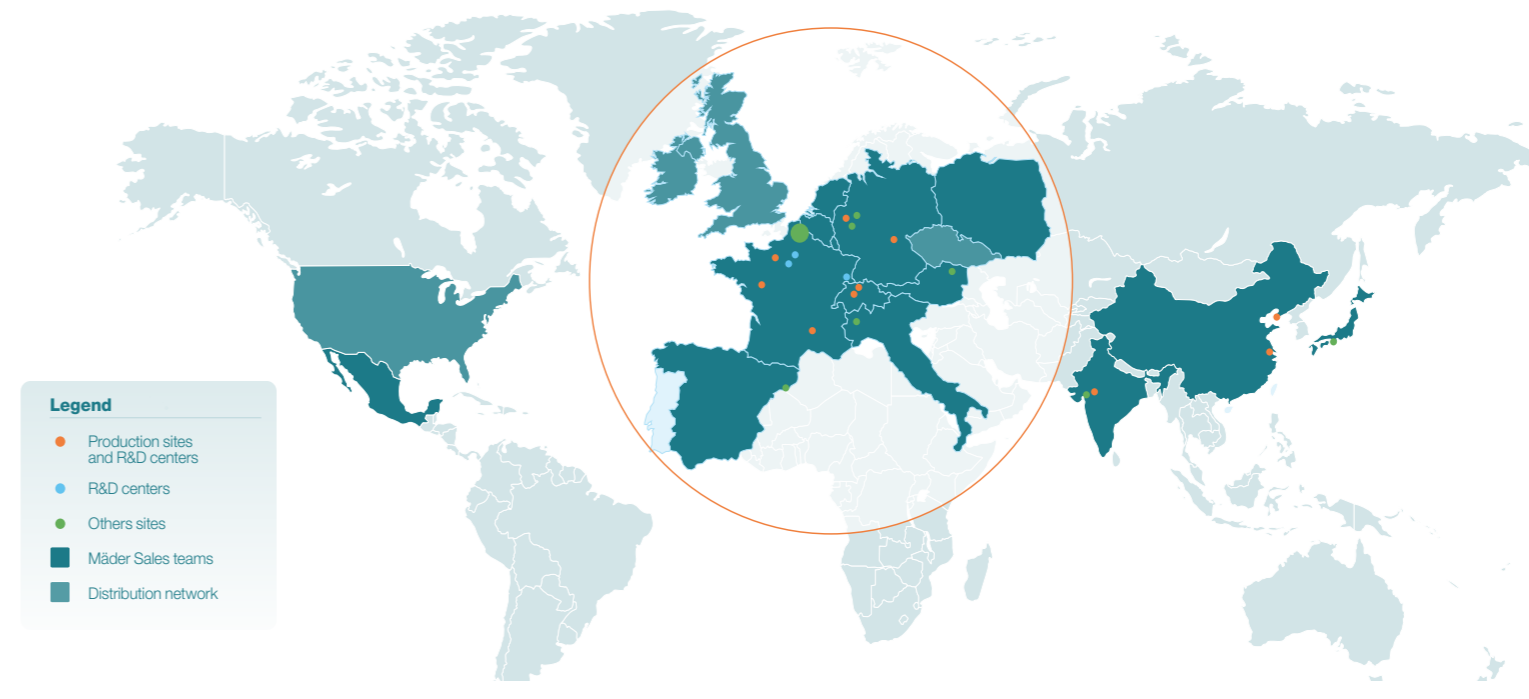 Legend
Production sites
and R&D centers
R&D centers
Others sites
Mäder Sales teams
Distribution network